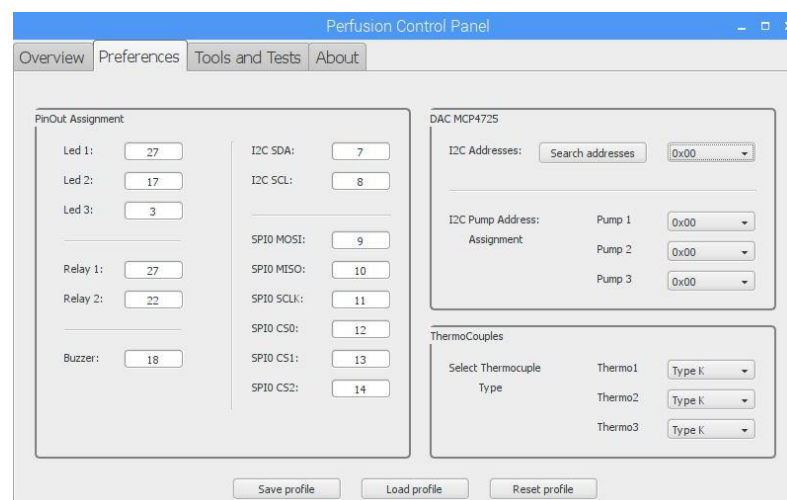 Perfusion Control Panel
Overview Preferences Tools and Tests About
PinOut Assignment
Led 1: 27
Led 2: 17
Led 3: 3
Relay 1: 27
Relay 2: 22
Buzzer: 18
I2C SDA: 7
I2C SCL: 8
SPI0 MOSI: 9
SPI0 MISO: 10
SPI0 SCLK: 11
SPI0 CS0: 12
SPI0 CS1: 13
SPI0 CS2: 14
DAC MCP4725
I2C Addresses: Search addresses 0x00
I2C Pump Address: Pump 1 0x00
Assignment Pump 2 0x00
Pump 3 0x00
ThermoCouples
Select Thermocuple Thermo1 Type K
Type Thermo2 Type K
Thermo3 Type K
Save profile Load profile Reset profile